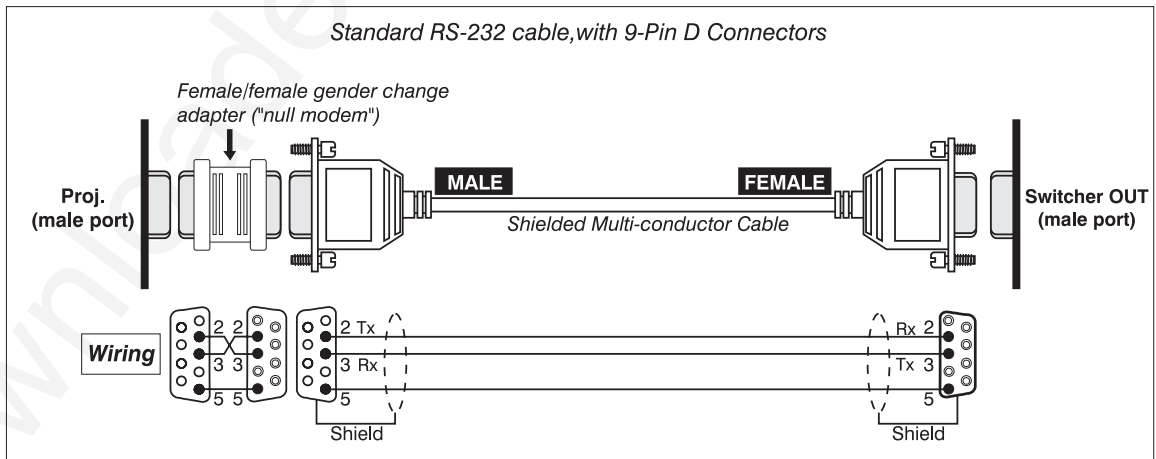 Standard RS-232 cable,with 9-Pin D Connectors
Female/female gender change
adapter ("null modem")
Proj.
(male port)
MALE
FEMALE
Shielded Multi-conductor Cable
Switcher OUT
(male port)
Wiring
2 2
3 3
5 5
2 Tx
3 Rx
5
Rx 2
Tx 3
5
Shield
Shield
wnloade